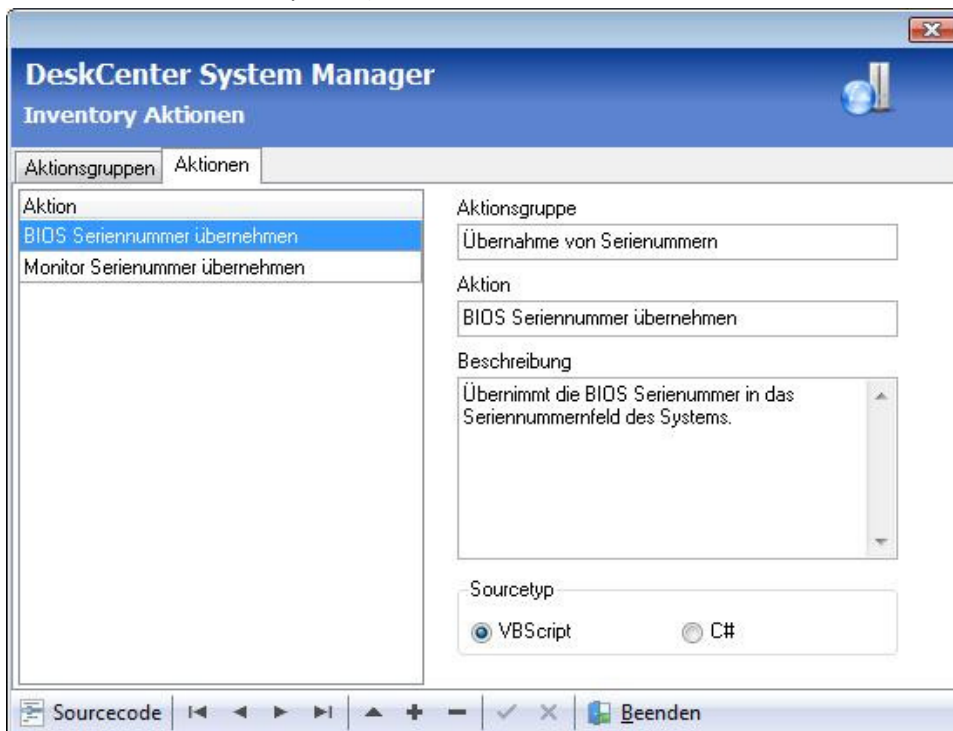 DeskCenter System Manager
Inventory Aktionen
Aktionsgruppen
Aktionen
Aktion
BIOS Seriennummer übernehmen
Monitor Serienummer übernehmen
Aktionsgruppe
Übernahme von Serienummern
Aktion
BIOS Seriennummer übernehmen
Beschreibung
Übernimmt die BIOS Serienummer in das
Seriennummernfeld des Systems.
Sourcetyp
VBScript
C#
Sourcecode
Beenden